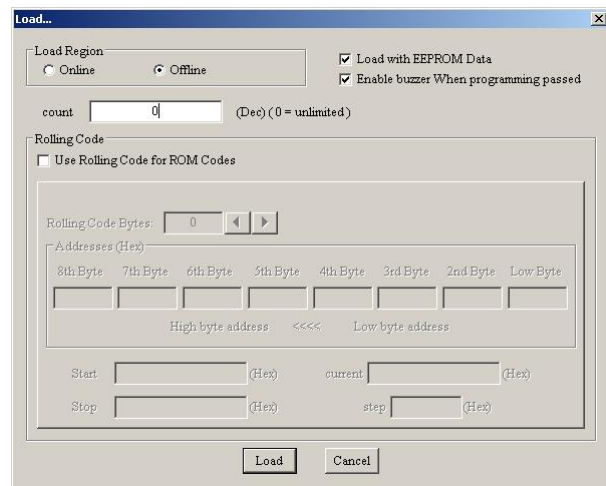 Load...
Load Region
Online Offline
Load with EEPROM Data
Enable buzzer When programming passed
count 0 (Dec) ( 0 = unlimited )
Rolling Code
Use Rolling Code for ROM Codes
Rolling Code Bytes: 0
Addresses (Hex)
8th Byte 7th Byte 6th Byte 5th Byte 4th Byte 3rd Byte 2nd Byte Low Byte
High byte address <<<< Low byte address
Start (Hex) current (Hex)
Stop (Hex) step (Hex)
Load Cancel